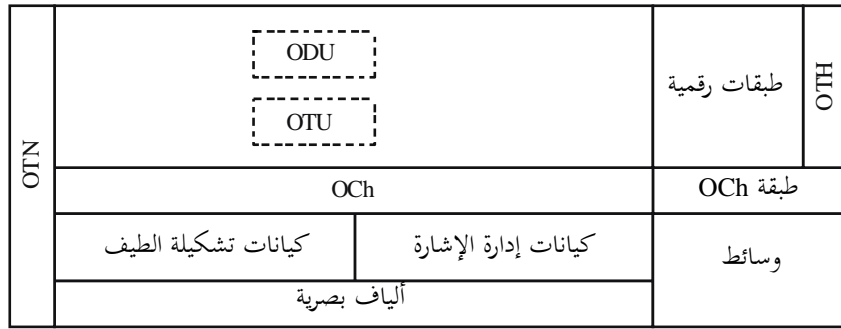 OTH
طبقات رقمية
ODU
OTU
OTN
طبقة OCh
OCh
وسائط
كيانات إدارة الإشارة
كيانات تشكيلة الطيف
ألياف بصرية